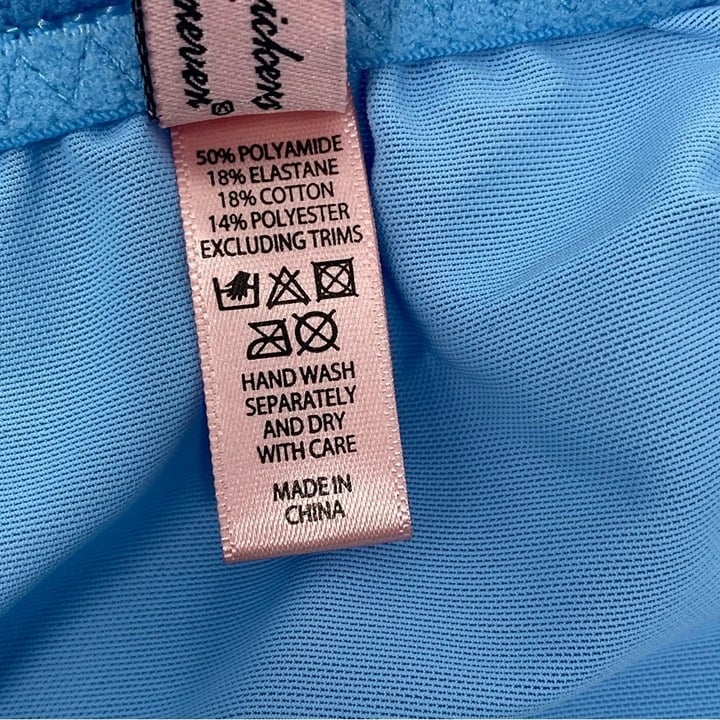 50% POLYAMIDE
18% ELASTANE
18% COTTON
14% POLYESTER
EXCLUDING TRIMS
HAND WASH
SEPARATELY
AND DRY
WITH CARE
MADE IN
CHINA